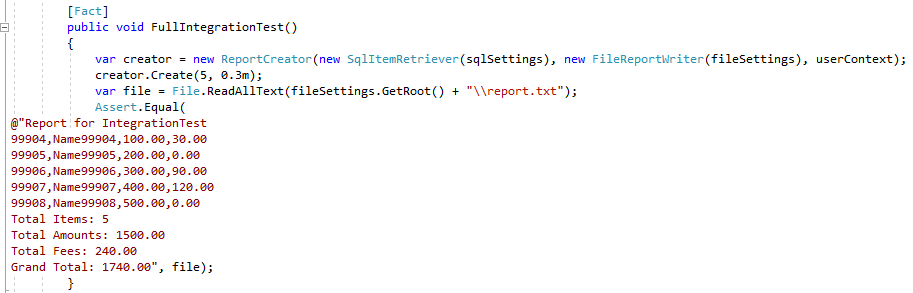 [Fact]
public void FullIntegrationTest()
{
var creator = new ReportCreator(new SqlItemRetriever(sqlSettings), new FileReportWriter(fileSettings), userContext);
creator.Create(5, 0.3m);
var file = File.ReadAllText(fileSettings.GetRoot() + "\\report.txt");
Assert.Equal(
@"Report for IntegrationTest
99904,Name99904,100.00,30.00
99905,Name99905,200.00,0.00
99906,Name99906,300.00,90.00
99907,Name99907,400.00,120.00
99908,Name99908,500.00,0.00
Total Items: 5
Total Amounts: 1500.00
Total Fees: 240.00
Grand Total: 1740.00", file);
}